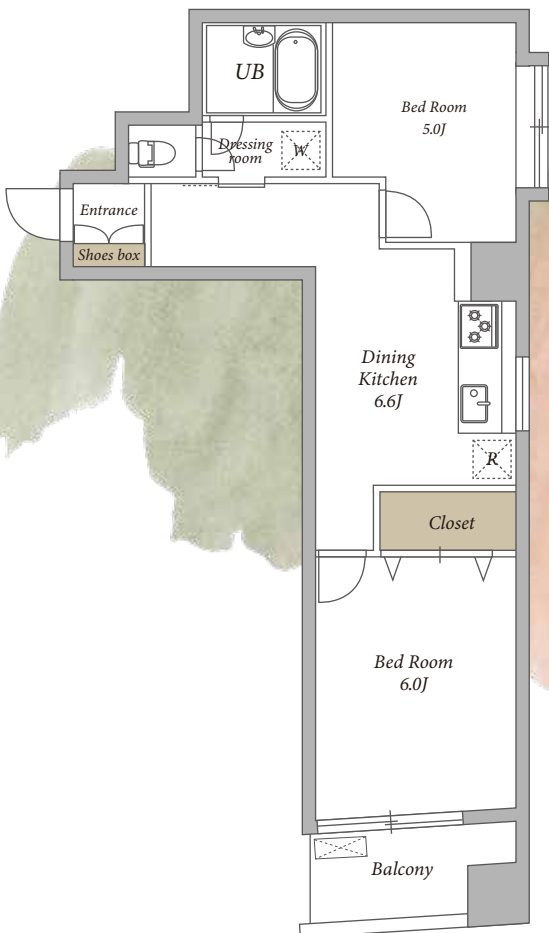 UB
Bed Room
5.0J
Dressing
room
W
Entrance
Shoes box
Dining
Kitchen
6.6J
R
Closet
Bed Room
6.0J
Balcony